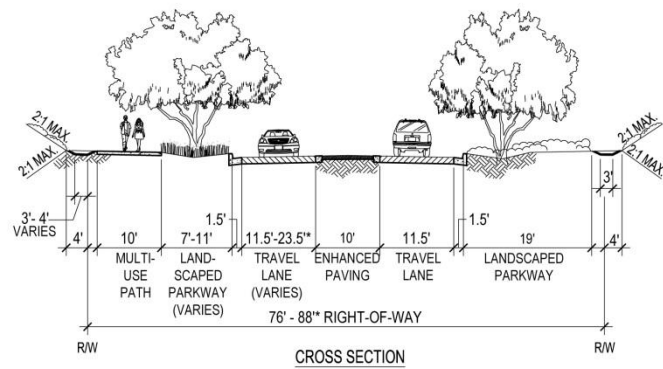 2:1 MAX.
2:1 MAX.
2:1 MAX.
2:1 MAX.
3'- 4'
VARIES
4'
10'
MULTI-
USE
PATH
7'-11'
LAND-
SCAPED
PARKWAY
(VARIES)
1.5'
11.5'-23.5'*
TRAVEL
LANE
(VARIES)
10'
ENHANCED
PAVING
11.5'
TRAVEL
LANE
1.5'
19'
LANDSCAPED
PARKWAY
3'
4'
76' - 88'* RIGHT-OF-WAY
R/W
R/W
CROSS SECTION